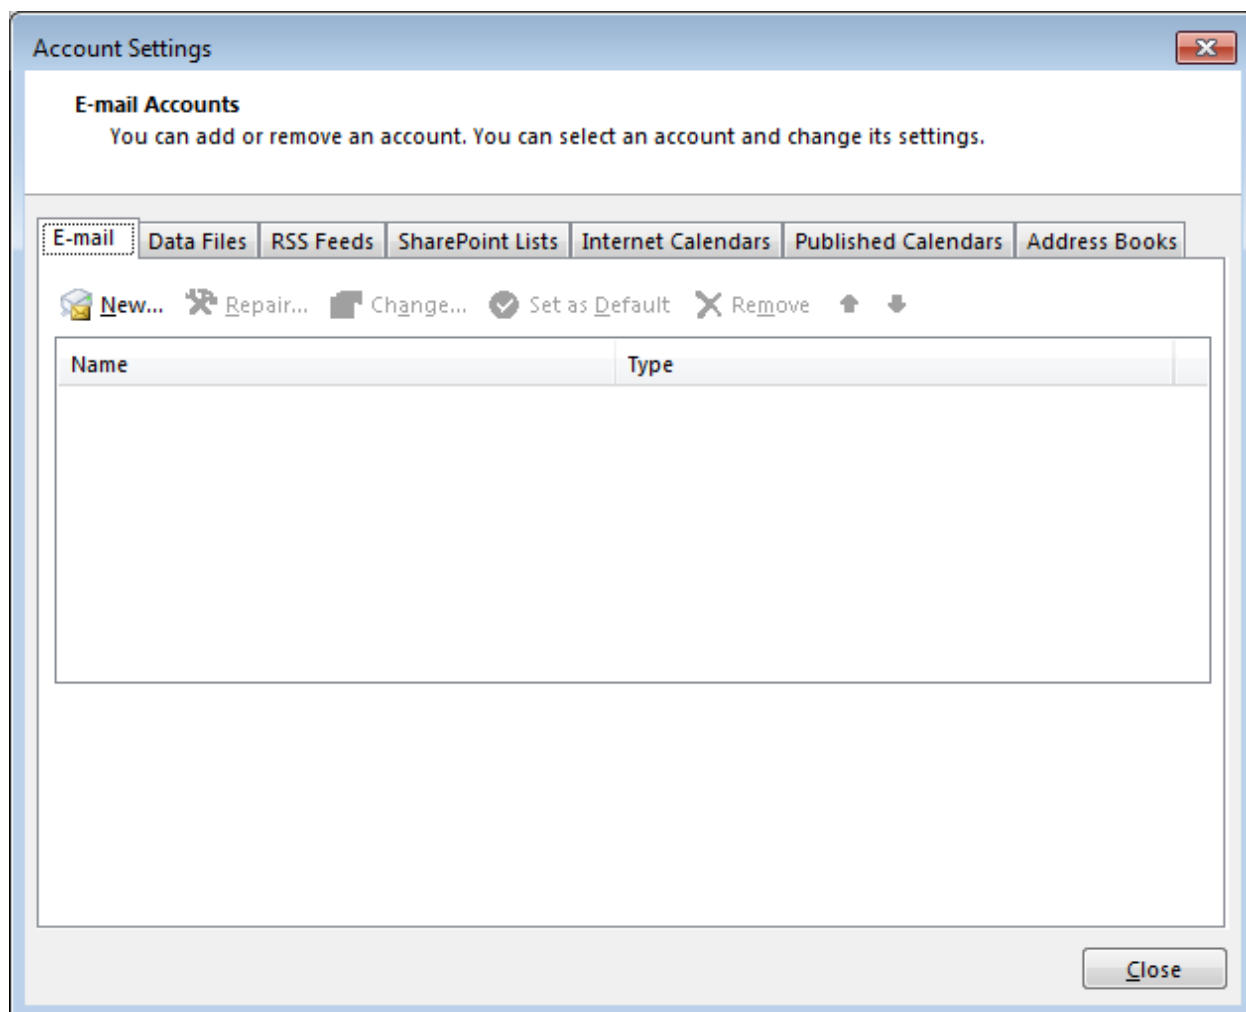 Account Settings
E-mail Accounts
You can add or remove an account. You can select an account and change its settings.
E-mail Data Files RSS Feeds SharePoint Lists Internet Calendars Published Calendars Address Books
New... Repair... Change... Set as Default Remove
Name Type
Close